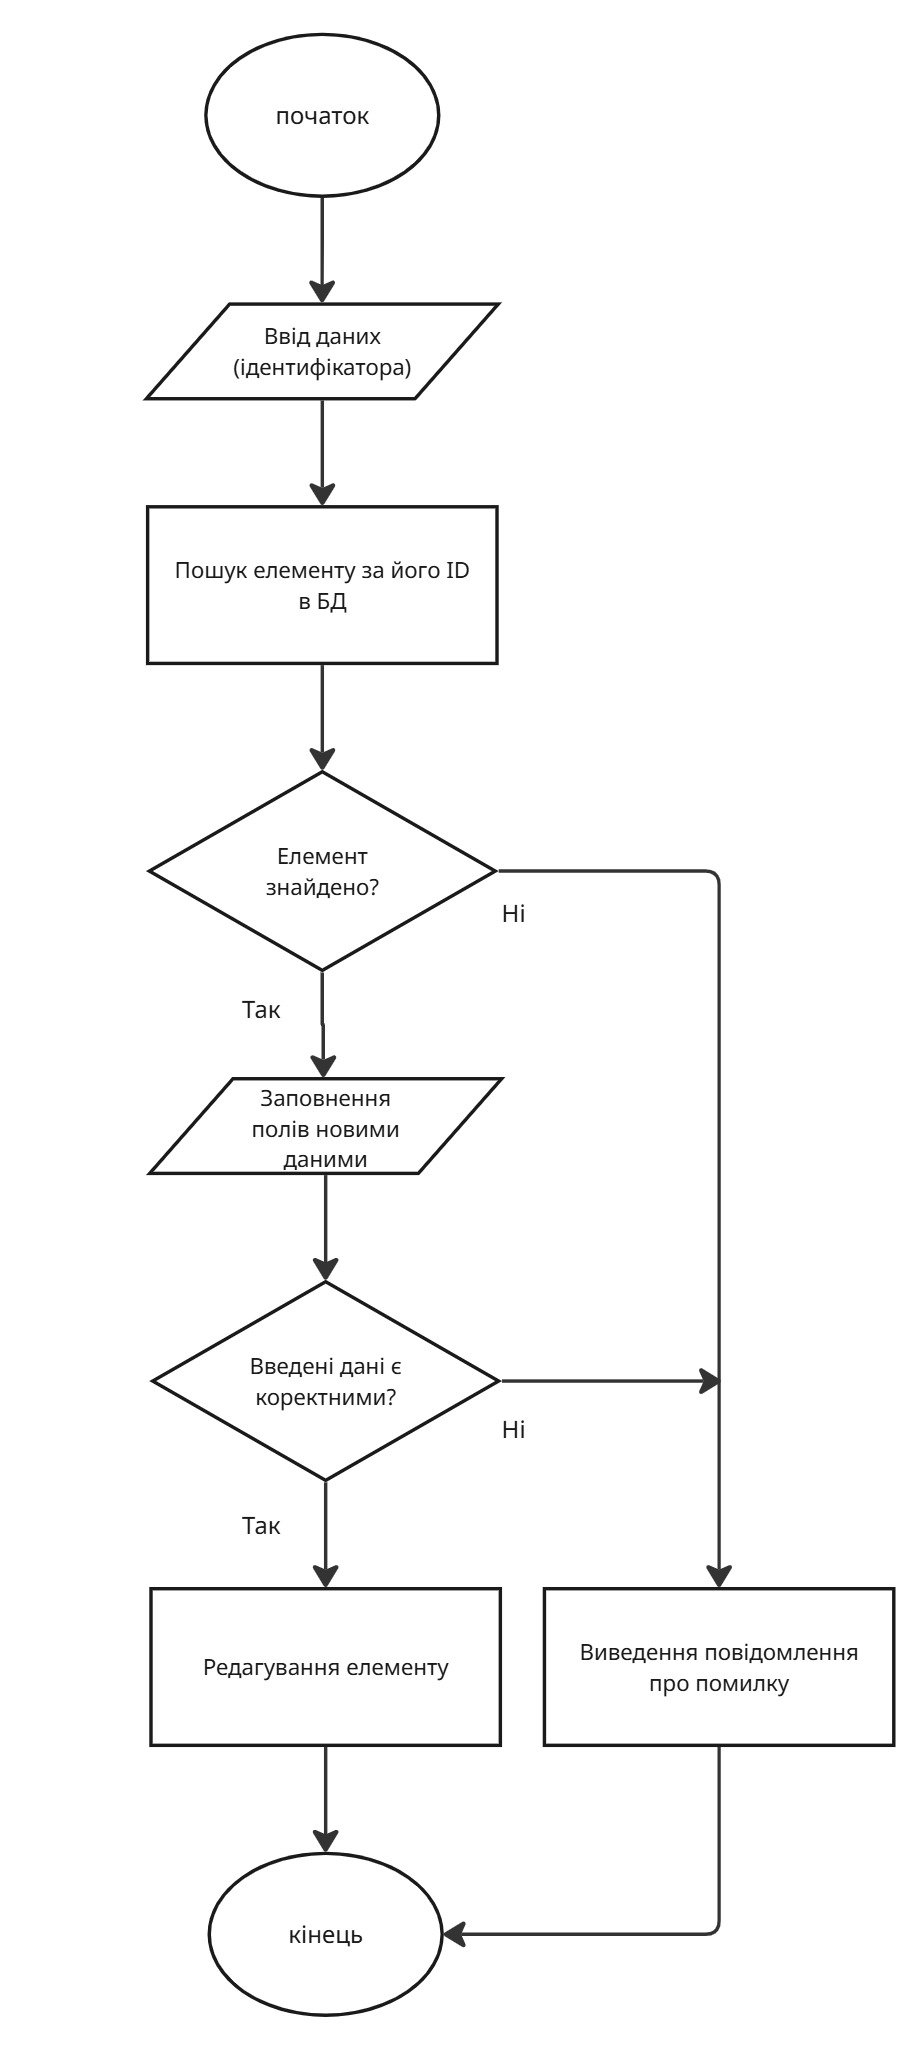 початок
Ввід даних
(ідентифікатора)
Пошук елементу за його ID
в БД
Елемент
знайдено?
Ні
Так
Заповнення
полів новими
даними
Введені дані є
коректними?
Ні
Так
Редагування елементу
Виведення повідомлення
про помилку
кінець